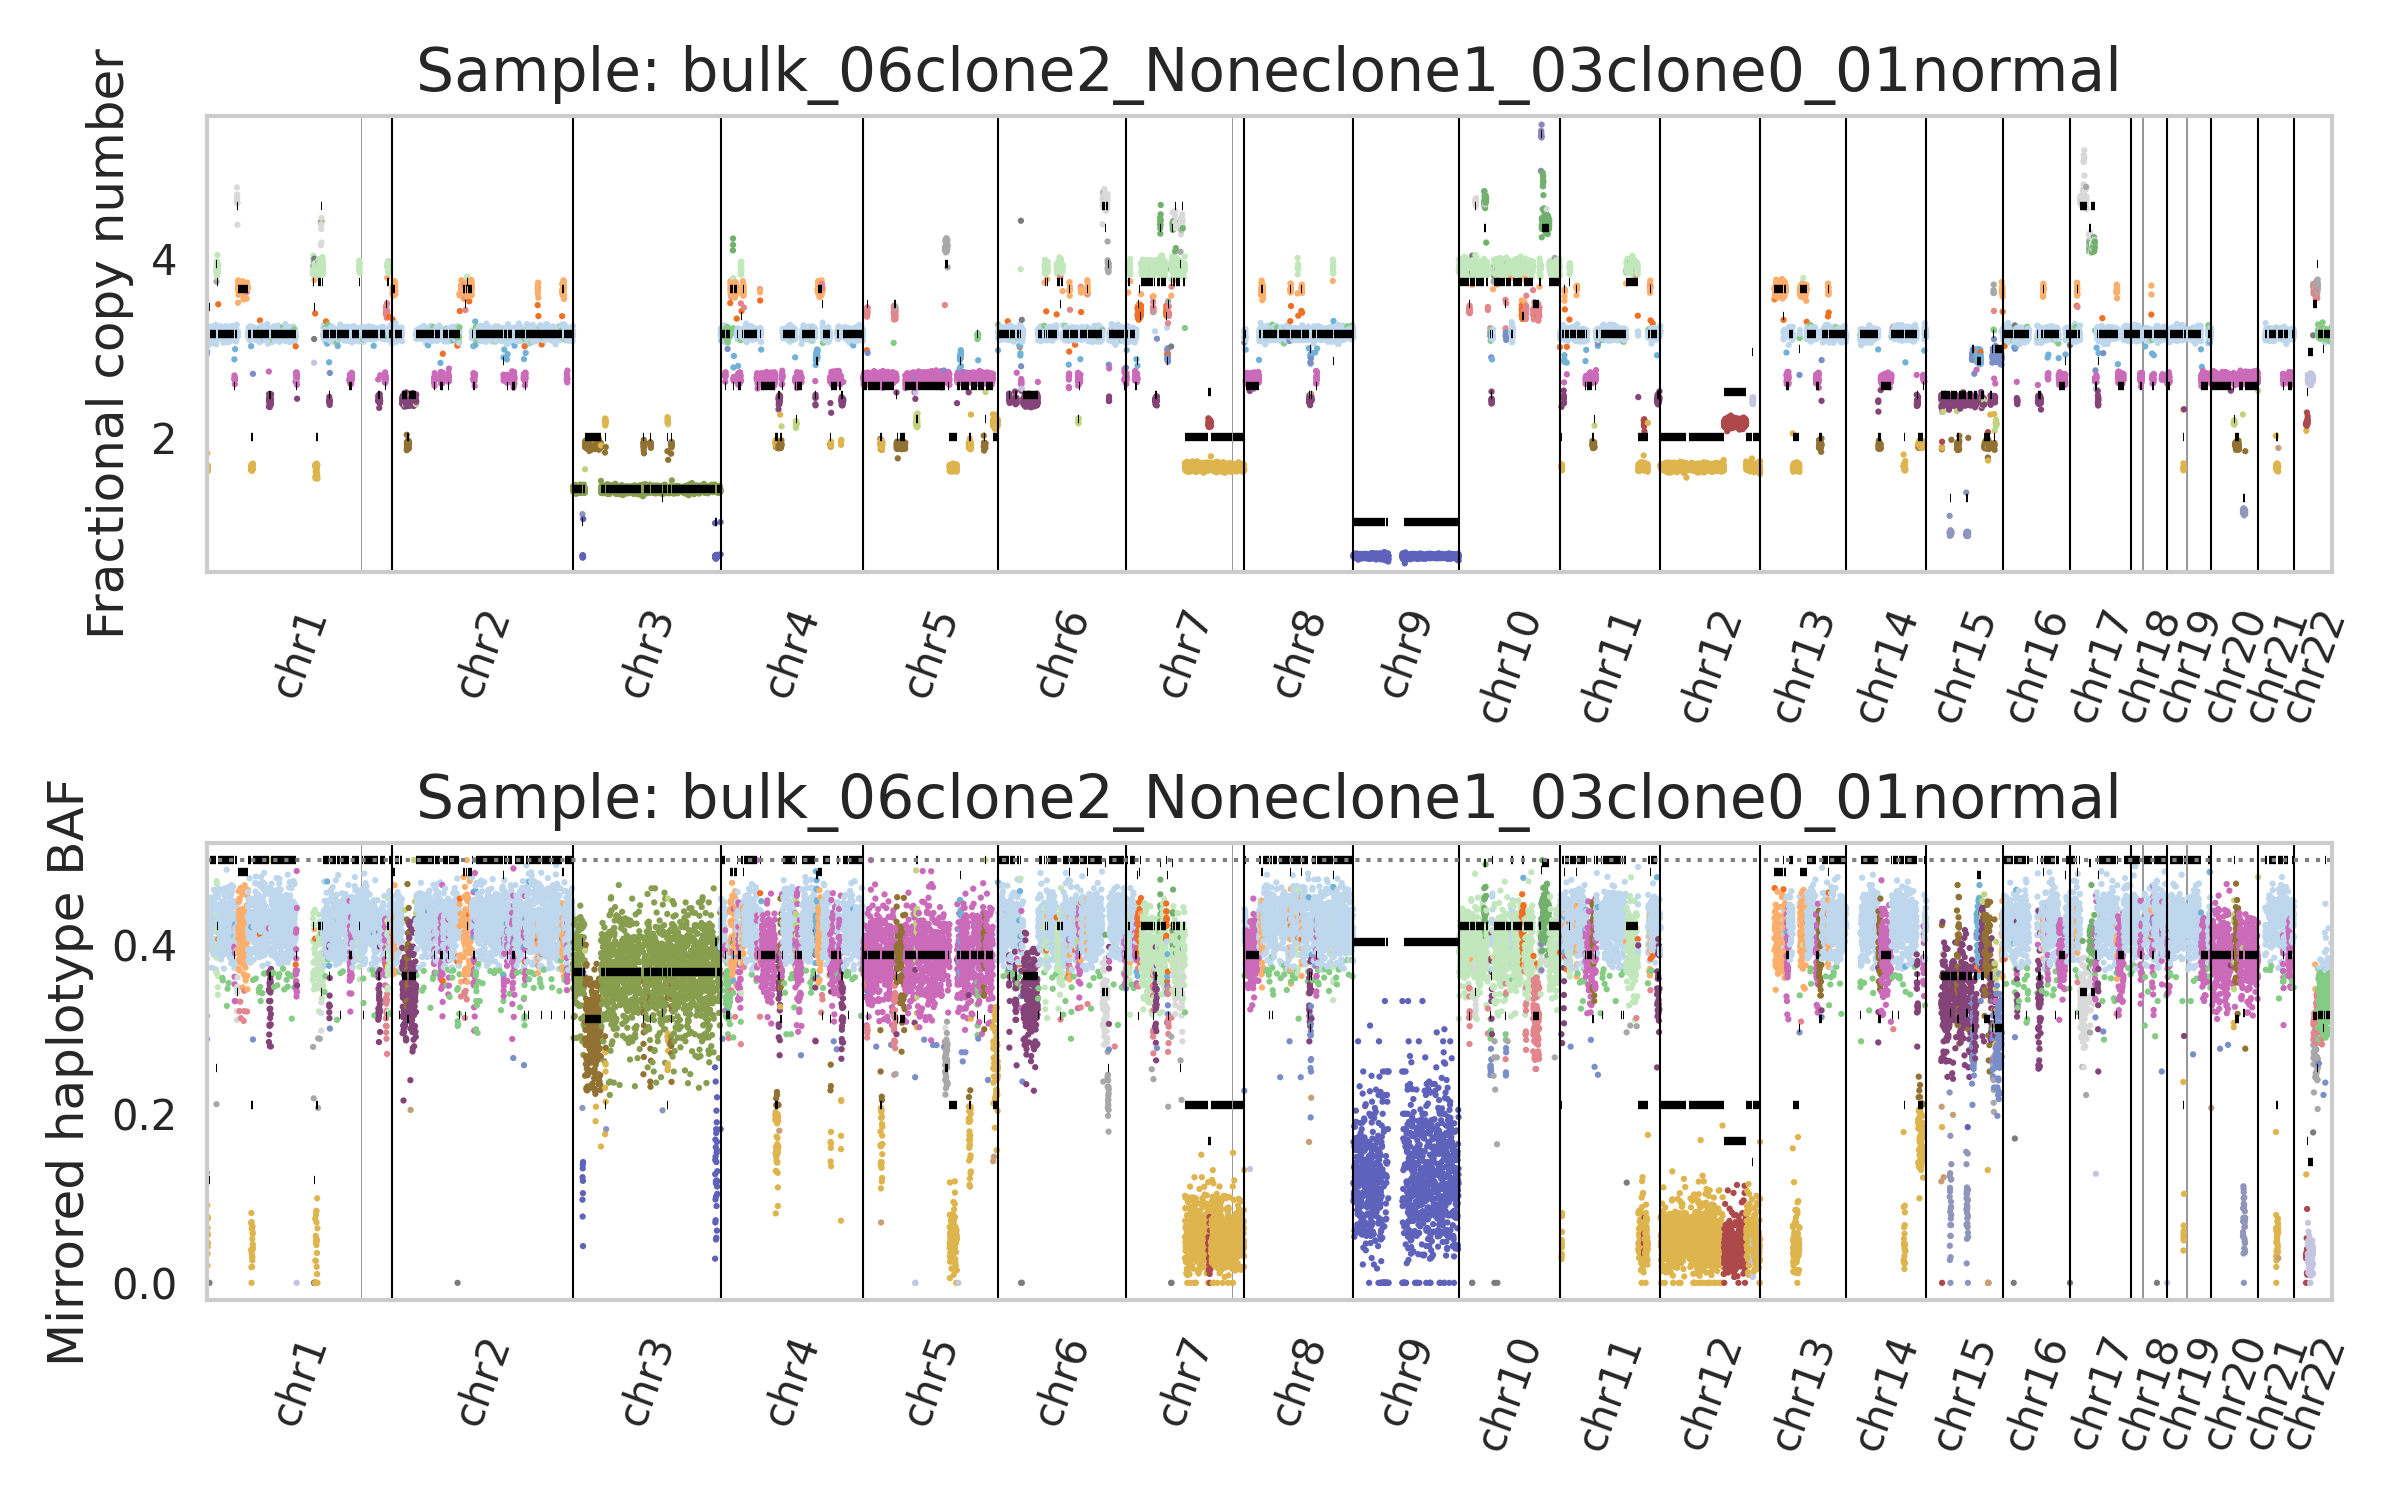 Sample: bulk_06clone2_Noneclone1_03clone0_01normal
Fractional copy number
4
2
chr1
chr2
chr3
chr4
chr5
chr6
chr7
chr8
chr9
chr10
chr11
chr12
chr13
chr14
chr15
chr16
chr17
chr18
chr19
chr20
chr21
chr22
Sample: bulk_06clone2_Noneclone1_03clone0_01normal
Mirrored haplotype BAF
0.4
0.2
0.0
chr1
chr2
chr3
chr4
chr5
chr6
chr7
chr8
chr9
chr10
chr11
chr12
chr13
chr14
chr15
chr16
chr17
chr18
chr19
chr20
chr21
chr22